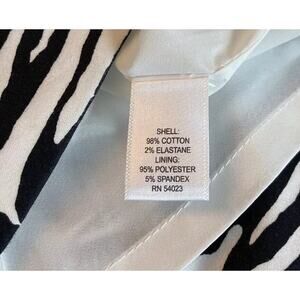 SHELL:
98% COTTON
2% ELASTANE
LINING:
95% POLYESTER
5% SPANDEX
RN 54023